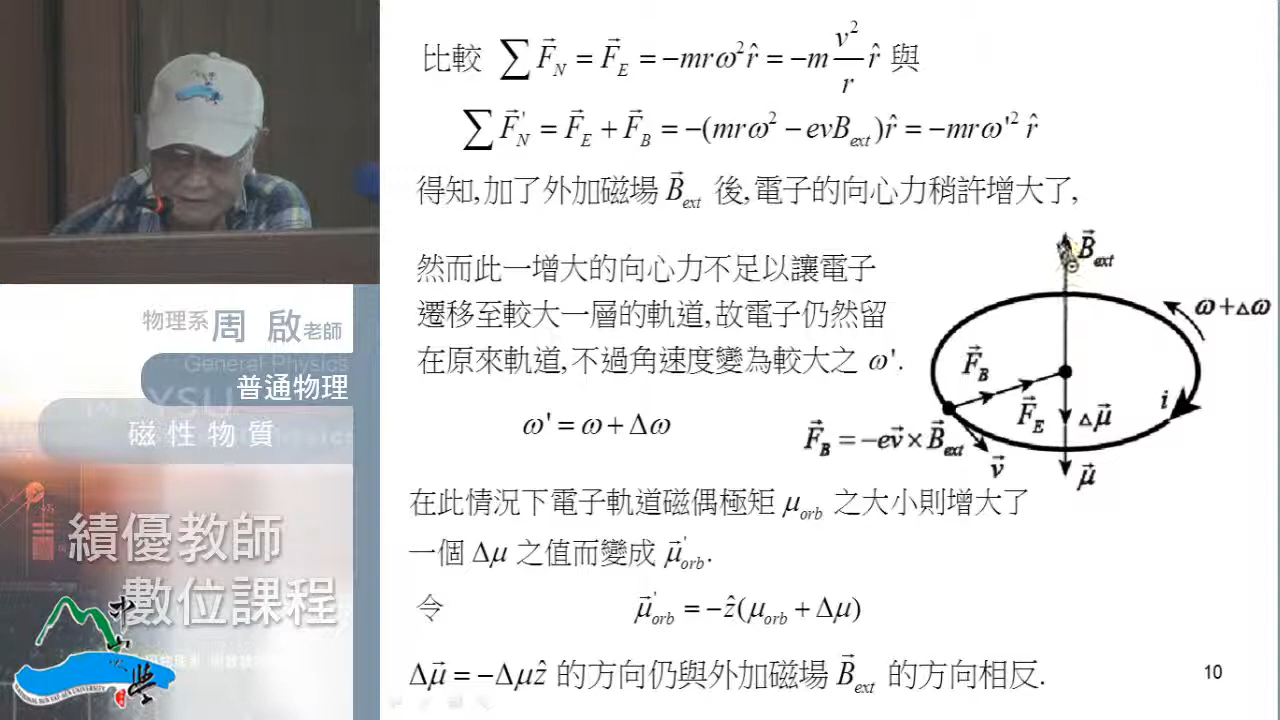 比較 ∑F⃗_N = F⃗_E = −mrω²r̂ = −m v²/r r̂ 與
∑F⃗'_N = F⃗_E + F⃗_B = −(mrω² − evB_ext)r̂ = −mrω'² r̂
得知,加了外加磁場 B⃗_ext 後,電子的向心力稍許增大了,
然而此一增大的向心力不足以讓電子
遷移至較大一層的軌道,故電子仍然留
在原來軌道,不過角速度變為較大之 ω'.
ω' = ω + Δω
B⃗_ext
ω+Δω
F⃗_B
F⃗_E
i
Δμ⃗
F⃗_B = −ev⃗×B⃗_ext
v⃗
μ⃗
在此情況下電子軌道磁偶極矩 μ_orb 之大小則增大了
一個 Δμ 之值而變成 μ⃗'_orb.
令 μ⃗'_orb = −ẑ(μ_orb + Δμ)
Δμ⃗ = −Δμẑ 的方向仍與外加磁場 B⃗_ext 的方向相反.
10
物理系周 啟老師
General Physics
普通物理
YSU
磁性物質
績優教師
數位課程